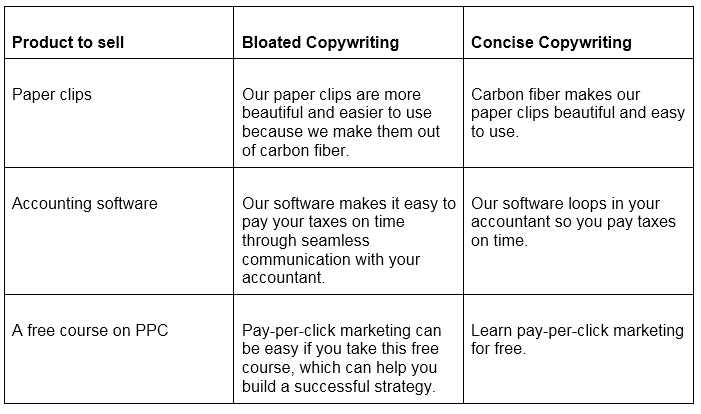 Product to sell
Bloated Copywriting
Concise Copywriting
Paper clips
Our paper clips are more
beautiful and easier to use
because we make them out
of carbon fiber.
Carbon fiber makes our
paper clips beautiful and easy
to use.
Accounting software
Our software makes it easy to
pay your taxes on time
through seamless
communication with your
accountant.
Our software loops in your
accountant so you pay taxes
on time.
A free course on PPC
Pay-per-click marketing can
be easy if you take this free
course, which can help you
build a successful strategy.
Learn pay-per-click marketing
for free.